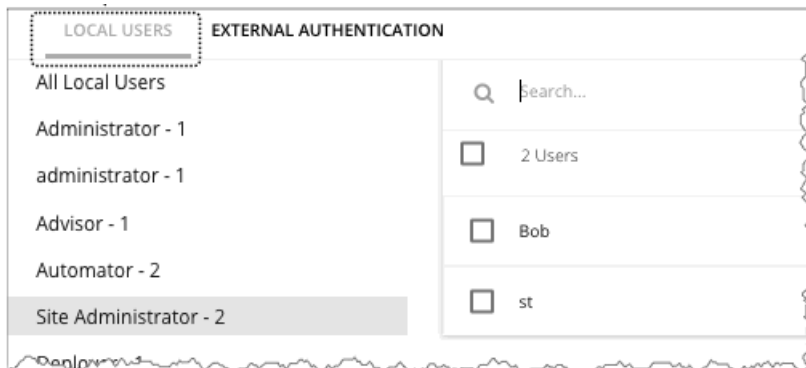 LOCAL USERS
EXTERNAL AUTHENTICATION
All Local Users
Administrator - 1
administrator - 1
Advisor - 1
Automator - 2
Site Administrator - 2
Search...
2 Users
Bob
st